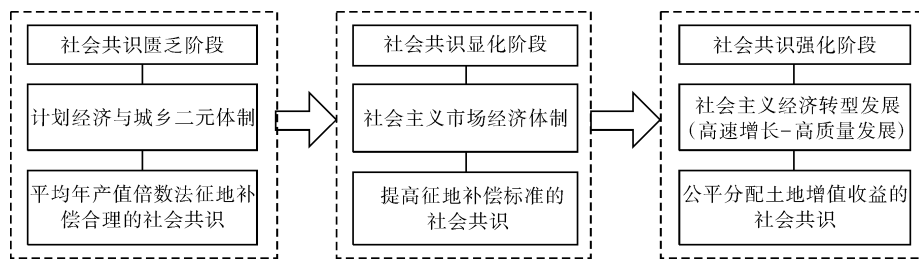 社会共识匮乏阶段
计划经济与城乡二元体制
平均年产值倍数法征地补
偿合理的社会共识
社会共识显化阶段
社会主义市场经济体制
提高征地补偿标准的
社会共识
社会共识强化阶段
社会主义经济转型发展
(高速增长-高质量发展)
公平分配土地增值收益的
社会共识